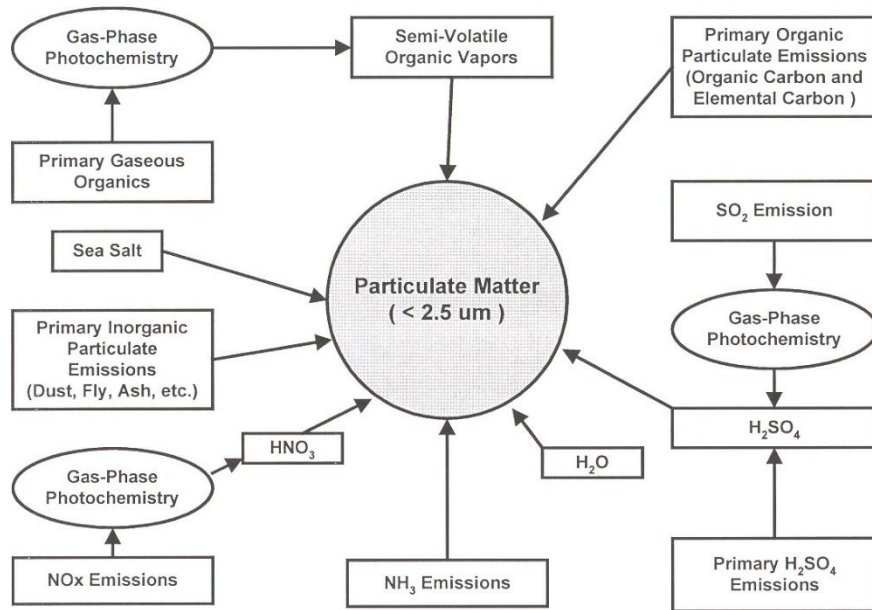 Gas-Phase
Photochemistry
Semi-Volatile
Organic Vapors
Primary Organic
Particulate Emissions
(Organic Carbon and
Elemental Carbon )
Primary Gaseous
Organics
SO₂ Emission
Sea Salt
Particulate Matter
( < 2.5 um )
Gas-Phase
Photochemistry
Primary Inorganic
Particulate
Emissions
(Dust, Fly, Ash, etc.)
H₂SO₄
HNO₃
H₂O
Gas-Phase
Photochemistry
NOx Emissions
NH₃ Emissions
Primary H₂SO₄
Emissions